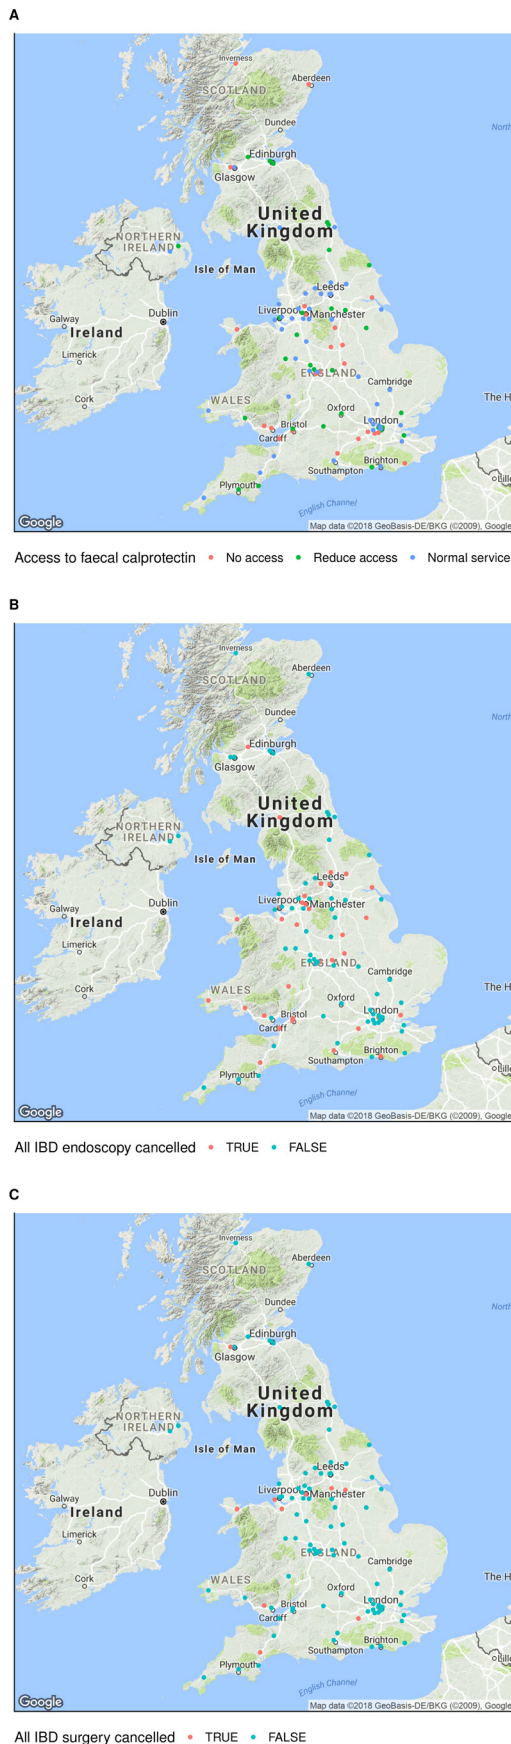 A
Inverness
Aberdeen
SCOTLAND
North
Dundee
Edinburgh
Glasgow
United
Kingdom
NORTHERN
IRELAND
Isle of Man
Leeds
Dublin
Galway
Liverpool
Manchester
Ireland
Limerick
ENGLAND
Cambridge
WALES
Cork
The H
Oxford
London
Bristol
Cardiff
Brighton
Southampton
Lille
Plymouth
English Channel
Google
Map data ©2018 GeoBasis-DE/BKG (©2009), Google
Access to faecal calprotectin No access Reduce access Normal service
B
Inverness
Aberdeen
SCOTLAND
North
Dundee
Edinburgh
Glasgow
United
Kingdom
NORTHERN
IRELAND
Isle of Man
Leeds
Dublin
Galway
Liverpool
Manchester
Ireland
Limerick
ENGLAND
Cambridge
WALES
Cork
The H
Oxford
London
Bristol
Cardiff
Brighton
Southampton
Lille
Plymouth
English Channel
Google
Map data ©2018 GeoBasis-DE/BKG (©2009), Google
All IBD endoscopy cancelled TRUE FALSE
C
Inverness
Aberdeen
SCOTLAND
North
Dundee
Edinburgh
Glasgow
United
Kingdom
NORTHERN
IRELAND
Isle of Man
Leeds
Dublin
Galway
Liverpool
Manchester
Ireland
Limerick
ENGLAND
Cambridge
WALES
Cork
The H
Oxford
London
Bristol
Cardiff
Brighton
Southampton
Lille
Plymouth
English Channel
Google
Map data ©2018 GeoBasis-DE/BKG (©2009), Google
All IBD surgery cancelled TRUE FALSE